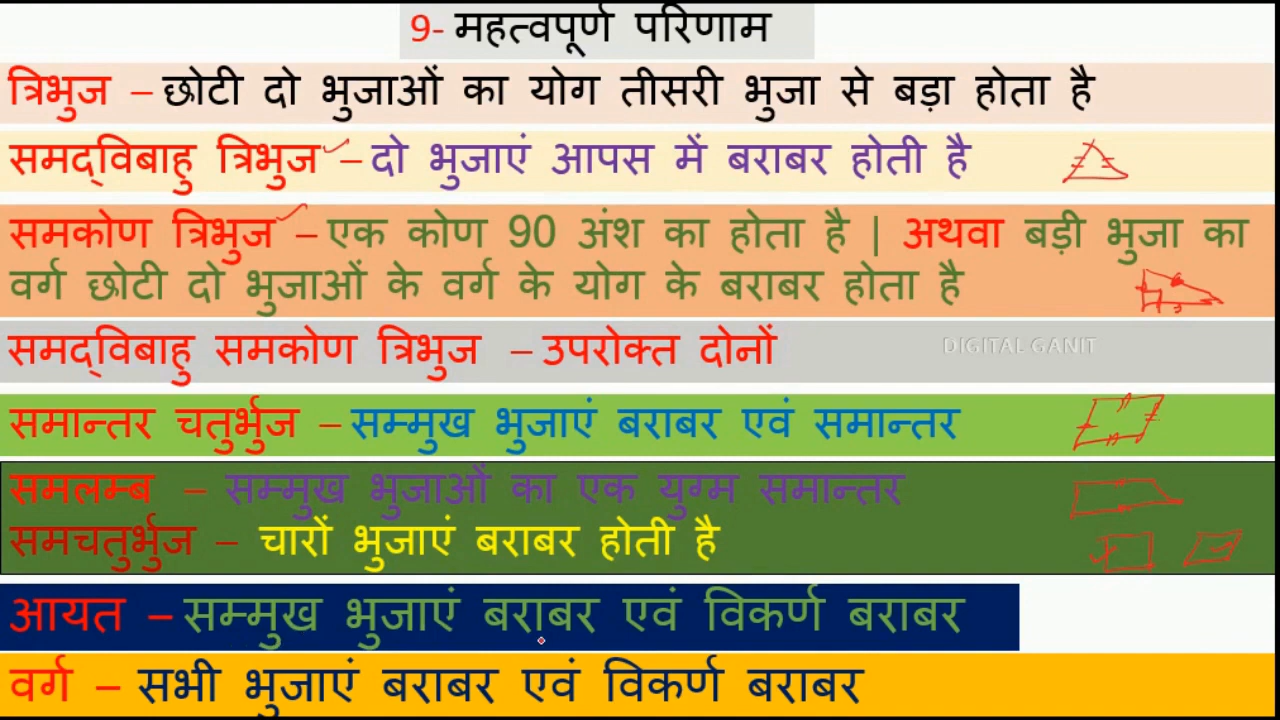 9- महत्वपूर्ण परिणाम
त्रिभुज – छोटी दो भुजाओं का योग तीसरी भुजा से बड़ा होता है
समद्विबाहु त्रिभुज – दो भुजाएं आपस में बराबर होती है
समकोण त्रिभुज – एक कोण 90 अंश का होता है | अथवा बड़ी भुजा का
वर्ग छोटी दो भुजाओं के वर्ग के योग के बराबर होता है
समद्विबाहु समकोण त्रिभुज – उपरोक्त दोनों
DIGITAL GANIT
समान्तर चतुर्भुज – सम्मुख भुजाएं बराबर एवं समान्तर
समलम्ब – सम्मुख भुजाओं का एक युग्म समान्तर
समचतुर्भुज – चारों भुजाएं बराबर होती है
आयत – सम्मुख भुजाएं बराबर एवं विकर्ण बराबर
वर्ग – सभी भुजाएं बराबर एवं विकर्ण बराबर